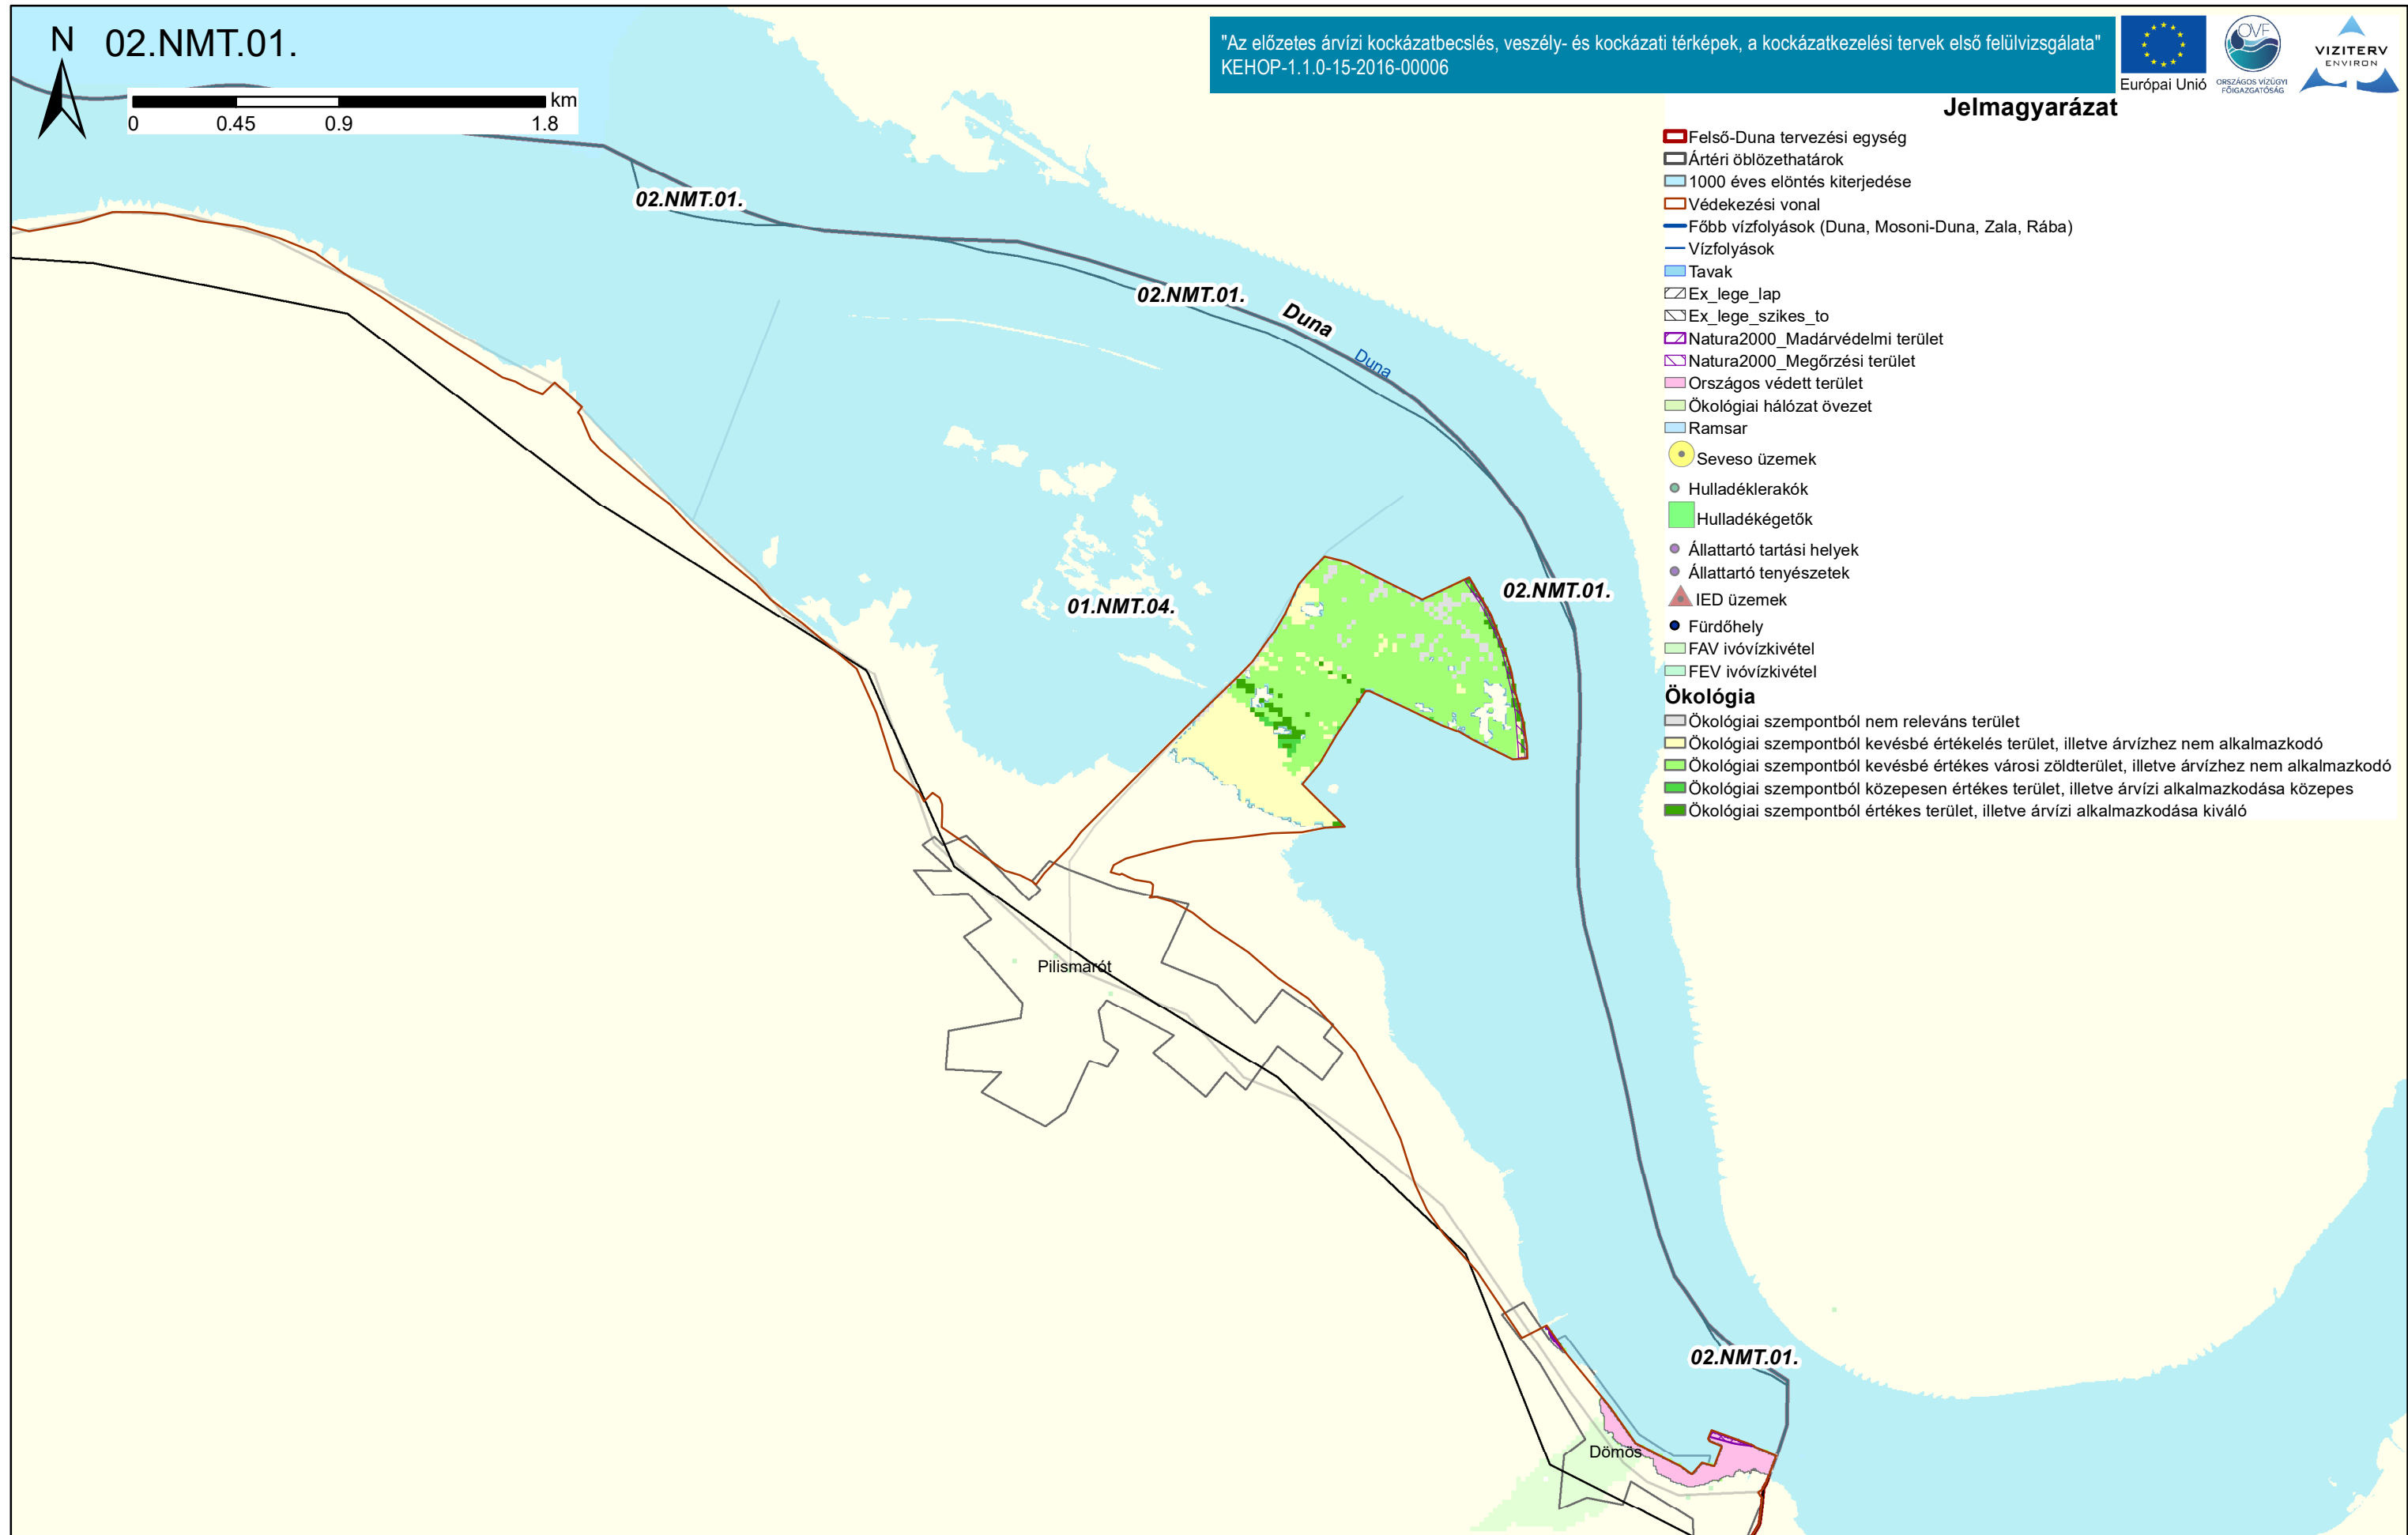 N 02.NMT.01.
km
0 0.45 0.9 1.8
"Az előzetes árvízi kockázatbecslés, veszély- és kockázati térképek, a kockázatkezelési tervek első felülvizsgálata"
KEHOP-1.1.0-15-2016-00006
Európai Unió
OVF
ORSZÁGOS VÍZÜGYI
FŐIGAZGATÓSÁG
VIZITERV
ENVIRON
Jelmagyarázat
Felső-Duna tervezési egység
Ártéri öblözethatárok
1000 éves elöntés kiterjedése
Védekezési vonal
Főbb vízfolyások (Duna, Mosoni-Duna, Zala, Rába)
Vízfolyások
Tavak
Ex_lege_lap
Ex_lege_szikes_to
Natura2000_Madárvédelmi terület
Natura2000_Megőrzési terület
Országos védett terület
Ökológiai hálózat övezet
Ramsar
Seveso üzemek
Hulladéklerakók
Hulladékégetők
Állattartó tartási helyek
Állattartó tenyészetek
IED üzemek
Fürdőhely
FAV ivóvízkivétel
FEV ivóvízkivétel
Ökológia
Ökológiai szempontból nem releváns terület
Ökológiai szempontból kevésbé értékelés terület, illetve árvízhez nem alkalmazkodó
Ökológiai szempontból kevésbé értékes városi zöldterület, illetve árvízhez nem alkalmazkodó
Ökológiai szempontból közepesen értékes terület, illetve árvízi alkalmazkodása közepes
Ökológiai szempontból értékes terület, illetve árvízi alkalmazkodása kiváló
02.NMT.01.
02.NMT.01.
Duna
Duna
02.NMT.01.
01.NMT.04.
Pilismarót
02.NMT.01.
Dömös